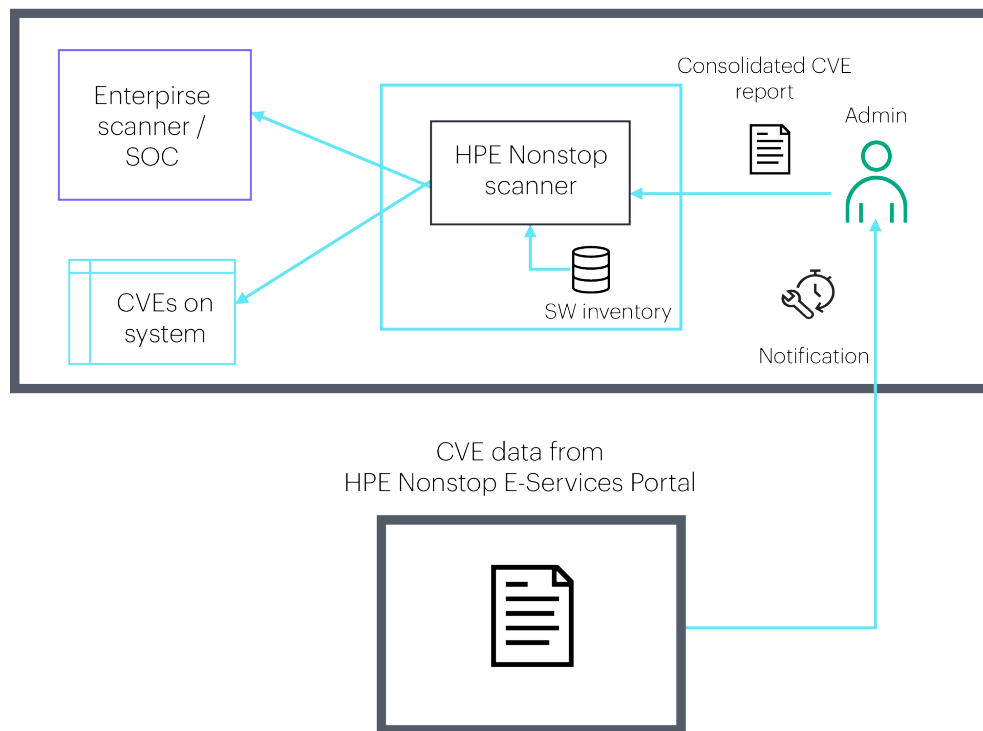 Enterpirse
scanner /
SOC
HPE Nonstop
scanner
Consolidated CVE
report
Admin
CVEs on
system
SW inventory
Notification
CVE data from
HPE Nonstop E-Services Portal